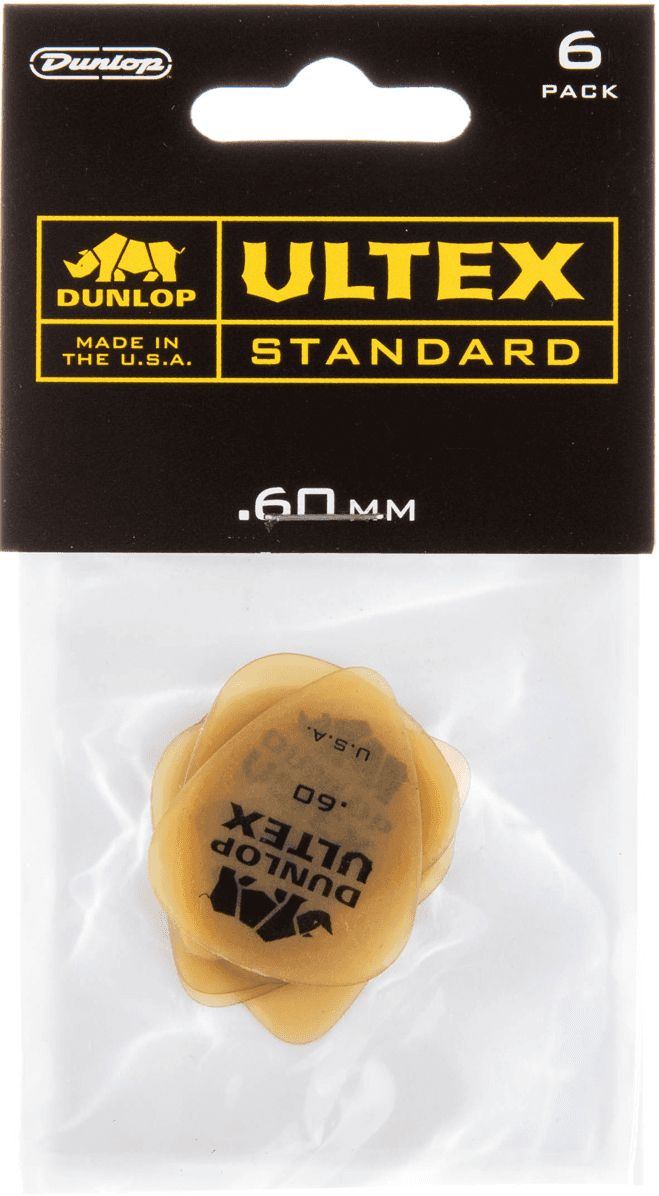 Dunlop
6
PACK
DUNLOP
ULTEX
MADE IN
THE U.S.A.
STANDARD
.60 MM
U.S.A.
.60
ULTEX
DUNLOP